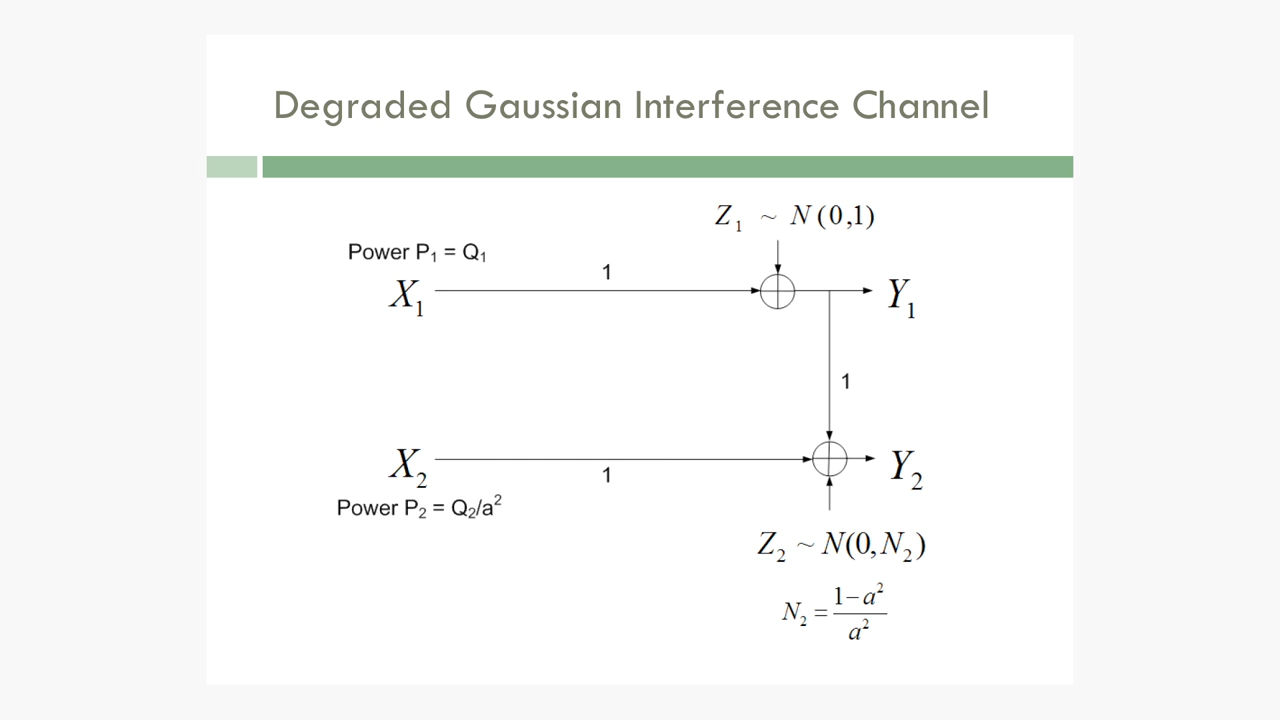 Degraded Gaussian Interference Channel
Z₁ ~ N(0,1)
Power P₁ = Q₁
1
X₁
Y₁
1
X₂
1
Y₂
Power P₂ = Q₂/a²
Z₂ ~ N(0,N₂)
N₂ = (1−a²)/a²